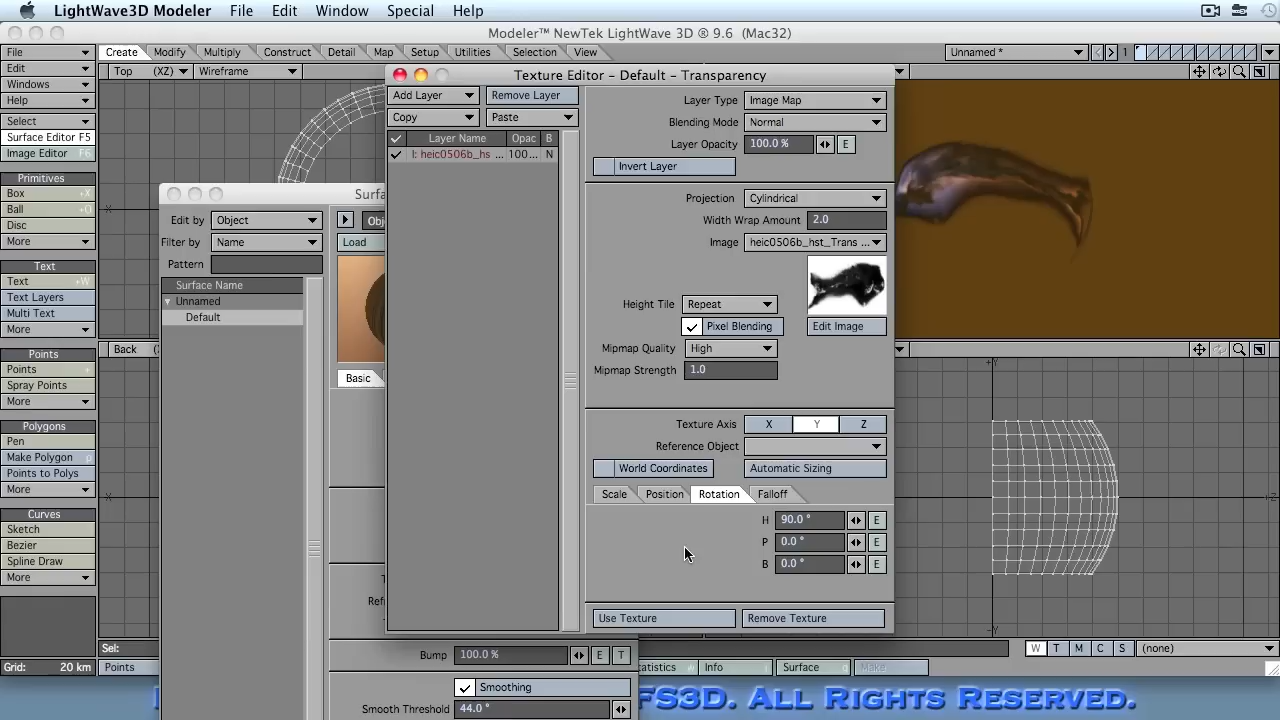 LightWave3D Modeler File Edit Window Special Help
Modeler™ NewTek LightWave 3D ® 9.6 (Mac32)
File Create Modify Multiply Construct Detail Map Setup Utilities Selection View Unnamed * 1
Edit
Top (XZ) Wireframe
Windows
Help
Select
Surface Editor F5
Image Editor F6
Primitives
Box +X
Ball +O
Disc
More
Text
Text +W
Text Layers
Multi Text
More
Points
Points +
Spray Points
More
Polygons
Pen
Make Polygon p
Points to Polys
More
Curves
Sketch
Bezier
Spline Draw
More
Grid: 20 km
X
Back
X
Sel:
Points
Surfa
Edit by Object
Filter by Name
Pattern
Surface Name
Unnamed
Default
Obj
Load
Basic
Bump 100.0 % E T
Smoothing
Smooth Threshold 44.0 °
Texture Editor - Default - Transparency
Add Layer Remove Layer
Copy Paste
Layer Name Opac B
I: heic0506b_hs ... 100... N
Layer Type Image Map
Blending Mode Normal
Layer Opacity 100.0 % E
Invert Layer
Projection Cylindrical
Width Wrap Amount 2.0
Image heic0506b_hst_Trans ...
Height Tile Repeat
Pixel Blending Edit Image
Mipmap Quality High
Mipmap Strength 1.0
Texture Axis X Y Z
Reference Object
World Coordinates Automatic Sizing
Scale Position Rotation Falloff
H 90.0 ° E
P 0.0 ° E
B 0.0 ° E
Use Texture Remove Texture
+Y
-Y
W T M C S (none)
tatistics Info Surface Make
FS3D. All Rights Reserved.